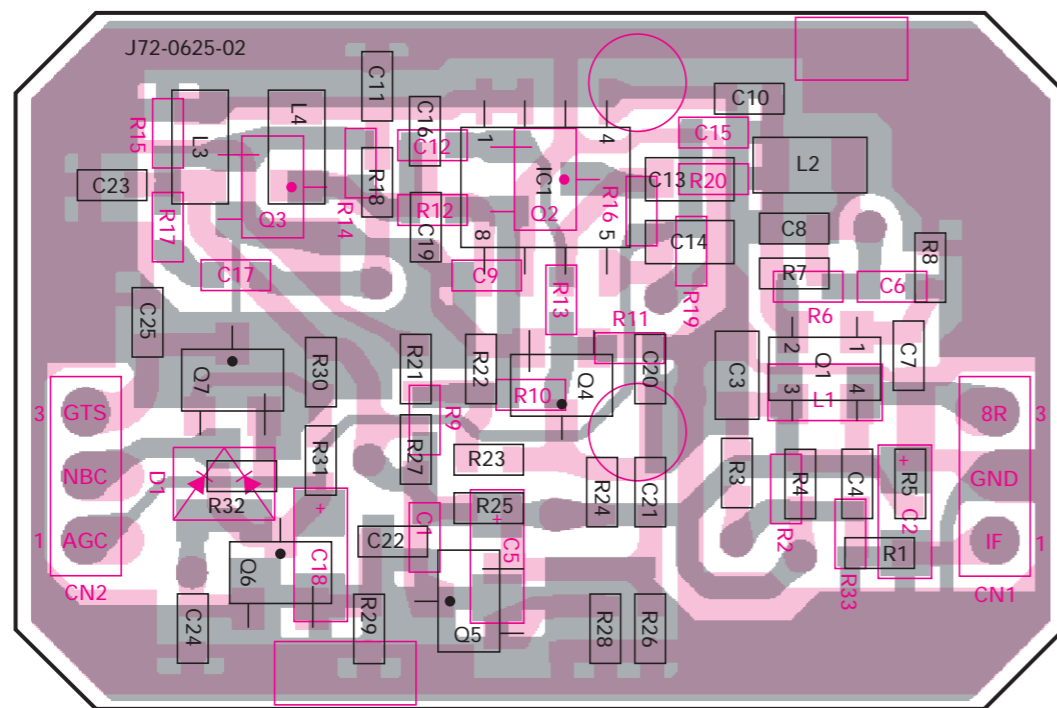 J72-0625-02
C11
C10
R15
L3
L4
C16
1
4
C15
C12
L2
IC1
C13
R20
R18
C23
R16
R12
Q2
R17
Q3
R14
C19
8
5
C14
C8
R8
C17
C9
R7
C6
R13
R19
R6
C25
R11
2
1
Q7
R30
R21
R22
C20
C3
Q1
C7
R10
Q4
3
4
L1
3
GTS
R9
8R
3
R27
R23
R31
D1
NBC
R3
GND
R32
R25
R24
C21
R4
C4
R5
+
+
+
C1
C2
1
AGC
C22
C5
R2
IF
1
R1
Q6
C18
CN2
R33
CN1
C24
R29
Q5
R28
R26